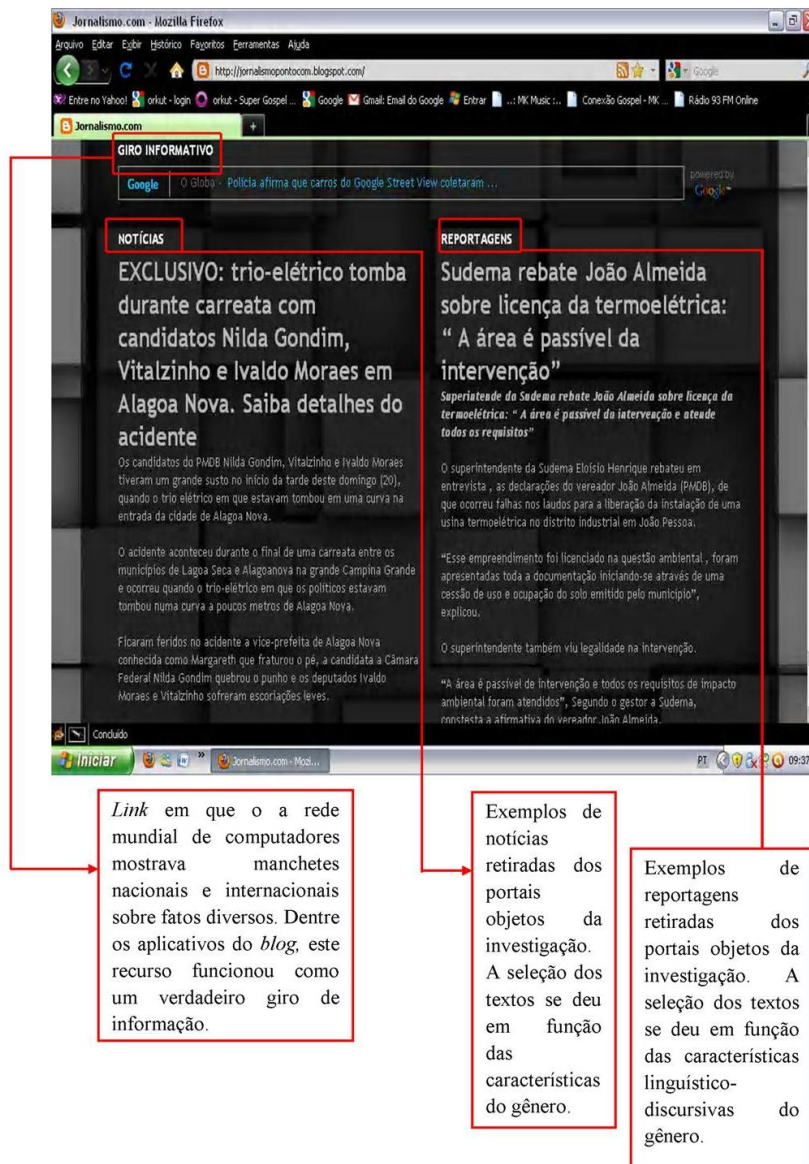 Jornalismo.com - Mozilla Firefox
Arquivo Editar Exibir Histórico Favoritos Ferramentas Ajuda
http://jornalismopontocom.blogspot.com/
Google
Entre no Yahoo! orkut - login orkut - Super Gospel ... Google Gmail: Email do Google Entrar ..: MK Music :... Conexão Gospel - MK ... Rádio 93 FM Online
Jornalismo.com
GIRO INFORMATIVO
Google O Globo - Polícia afirma que carros do Google Street View coletaram ...
powered by
Google™
NOTÍCIAS
EXCLUSIVO: trio-elétrico tomba
durante carreata com
candidatos Nilda Gondim,
Vitalzinho e Ivaldo Moraes em
Alagoa Nova. Saiba detalhes do
acidente
Os candidatos do PMDB Nilda Gondim, Vitalzinho e Ivaldo Moraes
tiveram um grande susto no início da tarde deste domingo (20),
quando o trio elétrico em que estavam tombou em uma curva na
entrada da cidade de Alagoa Nova.
O acidente aconteceu durante o final de uma carreata entre os
municípios de Lagoa Seca e Alagoanova na grande Campina Grande
e ocorreu quando o trio-elétrico em que os políticos estavam
tombou numa curva a poucos metros de Alagoa Nova.
Ficaram feridos no acidente a vice-prefeita de Alagoa Nova
conhecida como Margareth que fraturou o pé, a candidata a Câmara
Federal Nilda Gondim quebrou o punho e os deputados Ivaldo
Moraes e Vitalzinho sofreram escoriações leves.
REPORTAGENS
Sudema rebate João Almeida
sobre licença da termoelétrica:
“ A área é passível da
intervenção”
Superintende da Sudema rebate João Almeida sobre licença da
termoelétrica: “ A área é passível da intervenção e atende
todos os requisitos”
O superintendente da Sudema Eloísio Henrique rebateu em
entrevista , as declarações do vereador João Almeida (PMDB), de
que ocorreu falhas nos laudos para a liberação da instalação de uma
usina termoelétrica no distrito industrial em João Pessoa.
“Esse empreendimento foi licenciado na questão ambiental , foram
apresentadas toda a documentação iniciando-se através de uma
cessão de uso e ocupação do solo emitido pelo município”,
explicou.
O superintendente também viu legalidade na intervenção.
“A área é passível de intervenção e todos os requisitos de impacto
ambiental foram atendidos”, Segundo o gestor a Sudema,
constesta a afirmativa do vereador João Almeida.
Concluído
Iniciar
Jornalismo.com - Mozi...
PT 09:37
Link em que o a rede
mundial de computadores
mostrava manchetes
nacionais e internacionais
sobre fatos diversos. Dentre
os aplicativos do blog, este
recurso funcionou como
um verdadeiro giro de
informação.
Exemplos de
notícias
retiradas dos
portais
objetos da
investigação.
A seleção dos
textos se deu
em função
das
características
do gênero.
Exemplos de
reportagens
retiradas dos
portais objetos da
investigação. A
seleção dos textos
se deu em função
das características
linguístico-
discursivas do
gênero.